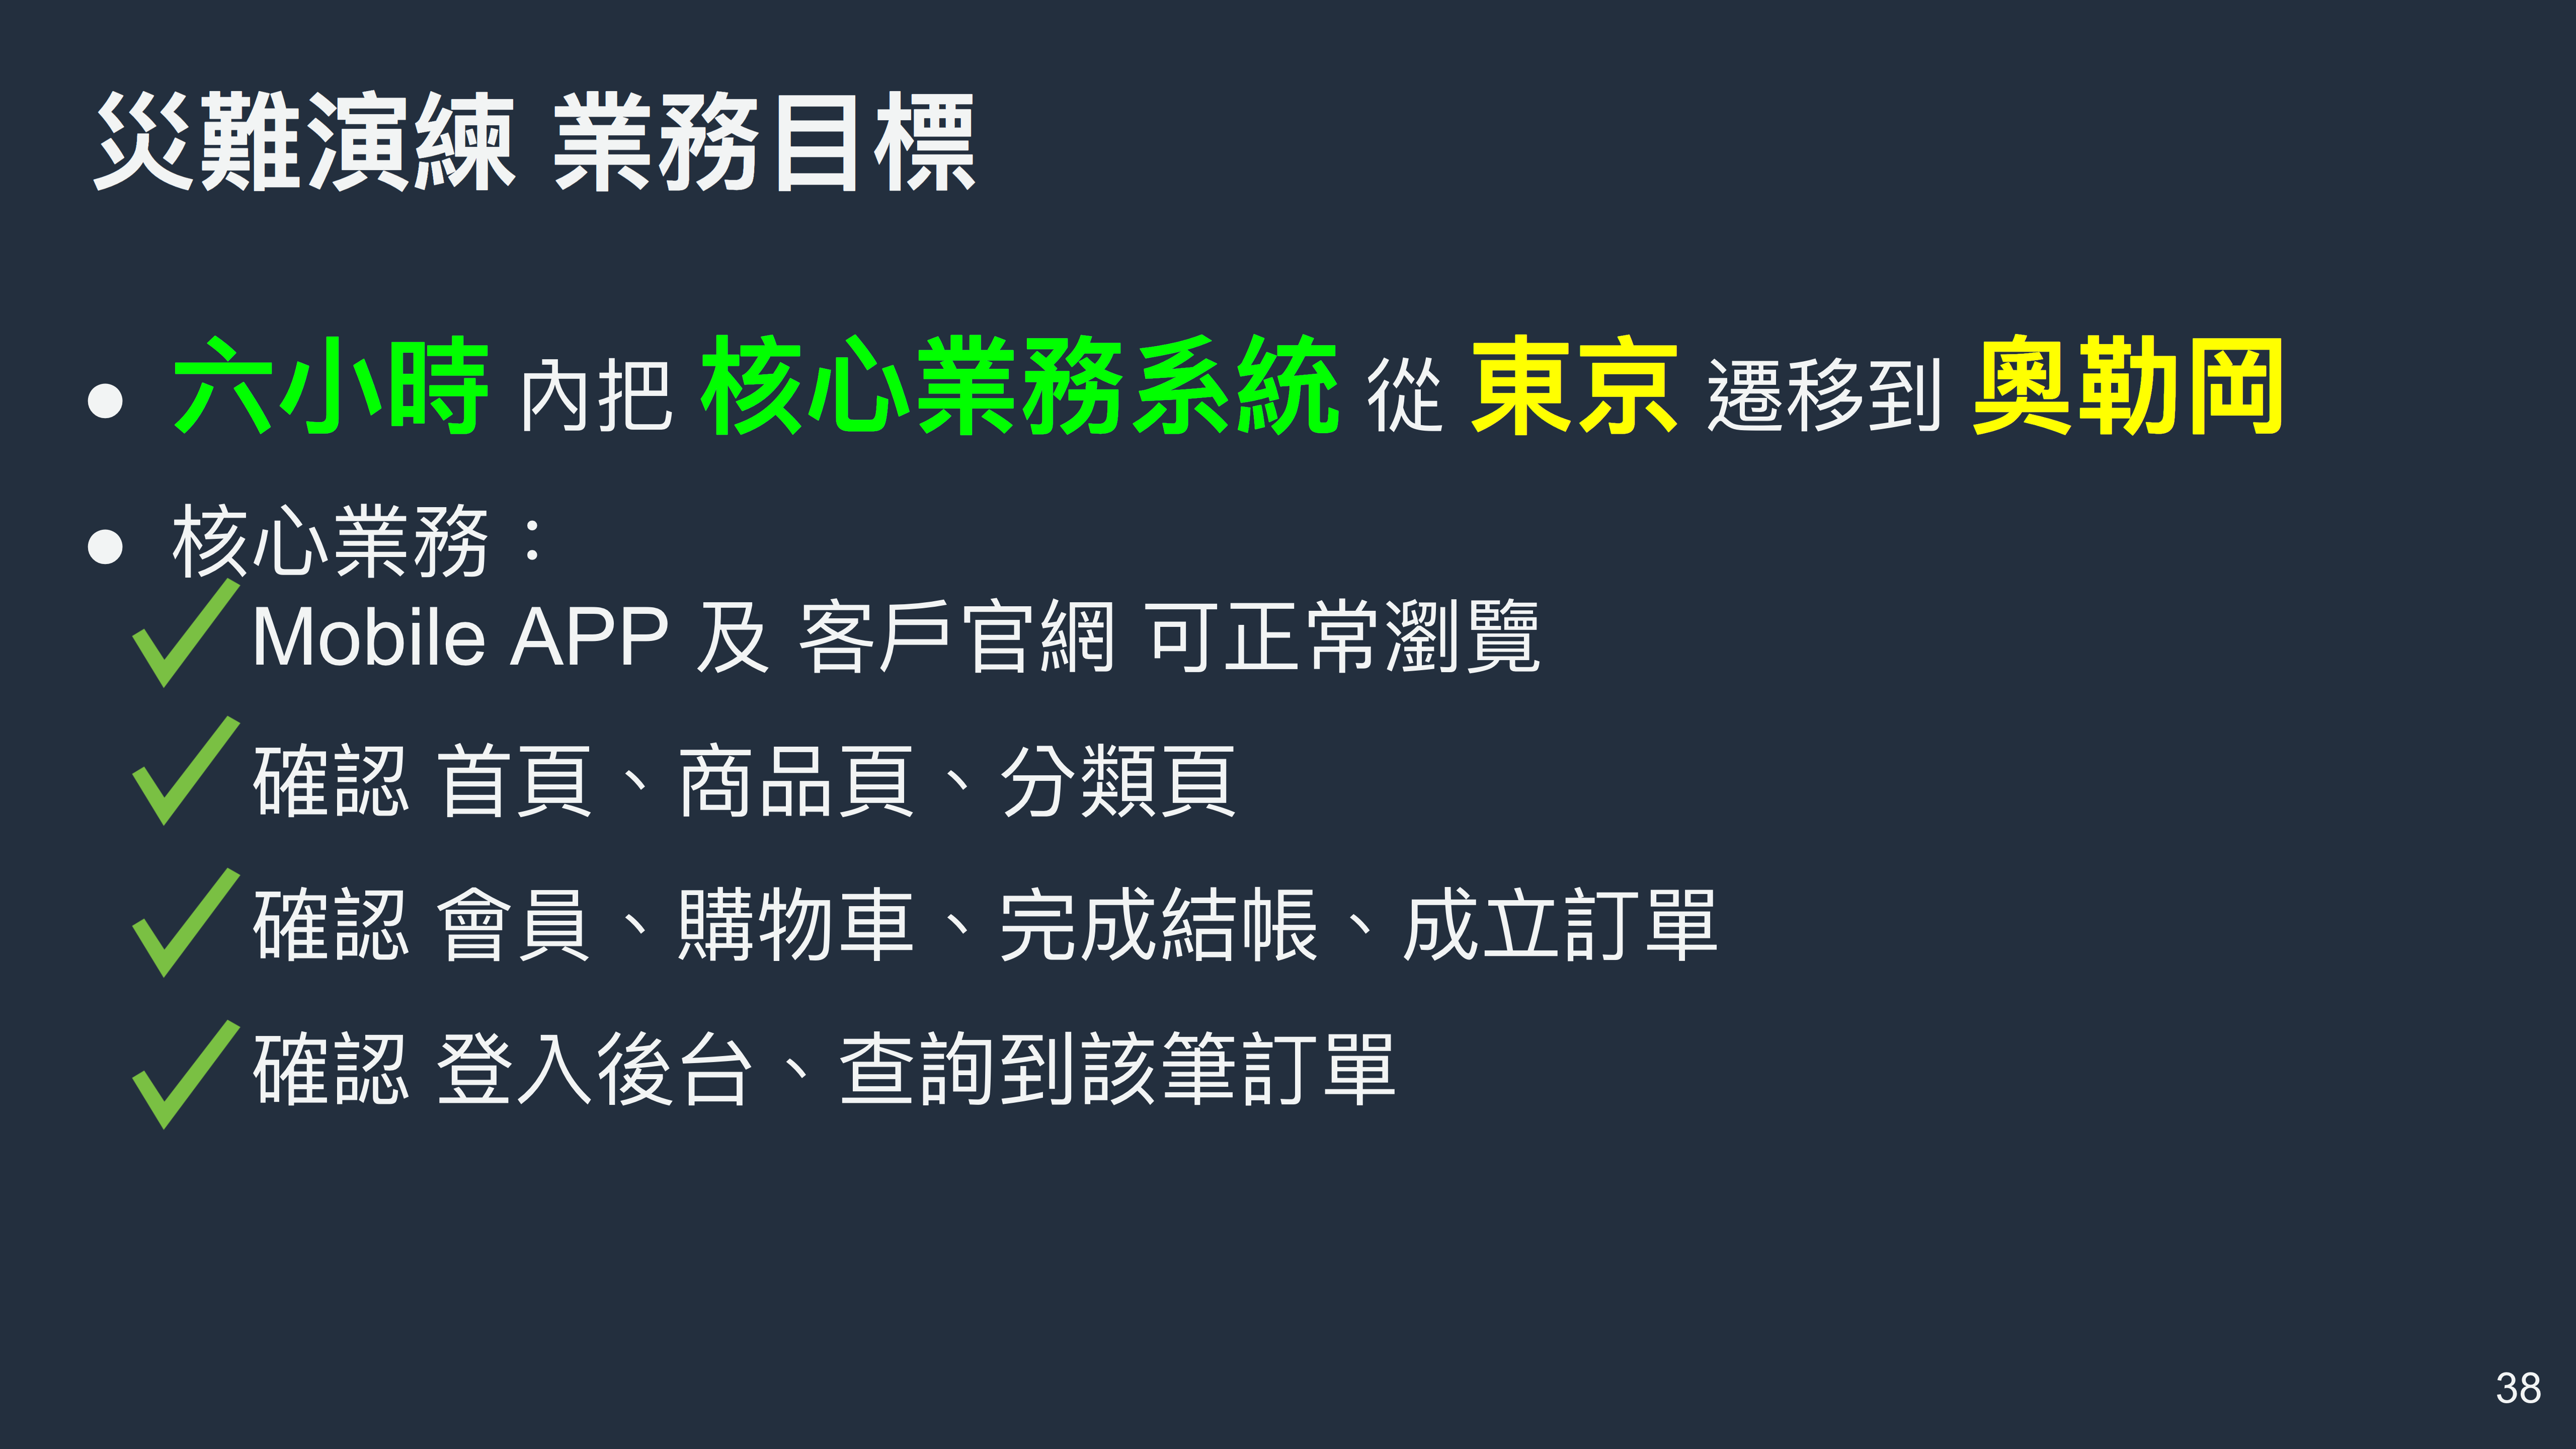 災難演練 業務目標
● 六小時 內把 核心業務系統 從 東京 遷移到 奧勒岡
● 核心業務：
Mobile APP 及 客戶官網 可正常瀏覽
確認 首頁、商品頁、分類頁
確認 會員、購物車、完成結帳、成立訂單
確認 登入後台、查詢到該筆訂單
38